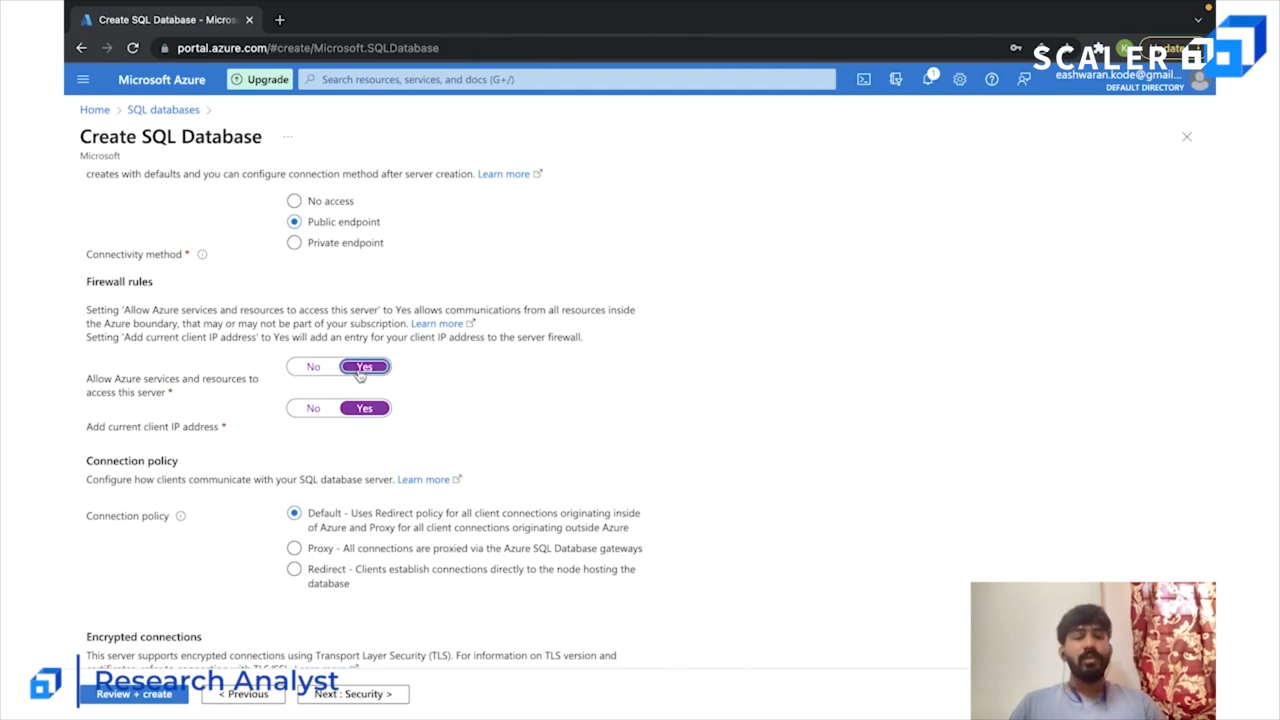 Create SQL Database - Micros
portal.azure.com/#create/Microsoft.SQLDatabase
SCALER
Microsoft Azure
Upgrade
Search resources, services, and docs (G+/)
1
eashwaran.kode@gmail...
DEFAULT DIRECTORY
Home > SQL databases >
Create SQL Database ...
Microsoft
creates with defaults and you can configure connection method after server creation. Learn more
No access
Public endpoint
Private endpoint
Connectivity method *
Firewall rules
Setting 'Allow Azure services and resources to access this server' to Yes allows communications from all resources inside
the Azure boundary, that may or may not be part of your subscription. Learn more
Setting 'Add current client IP address' to Yes will add an entry for your client IP address to the server firewall.
No Yes
Allow Azure services and resources to
access this server *
No Yes
Add current client IP address *
Connection policy
Configure how clients communicate with your SQL database server. Learn more
Connection policy
Default - Uses Redirect policy for all client connections originating inside
of Azure and Proxy for all client connections originating outside Azure
Proxy - All connections are proxied via the Azure SQL Database gateways
Redirect - Clients establish connections directly to the node hosting the
database
Encrypted connections
This server supports encrypted connections using Transport Layer Security (TLS). For information on TLS version and
Research Analyst
Review + create
< Previous
Next : Security >